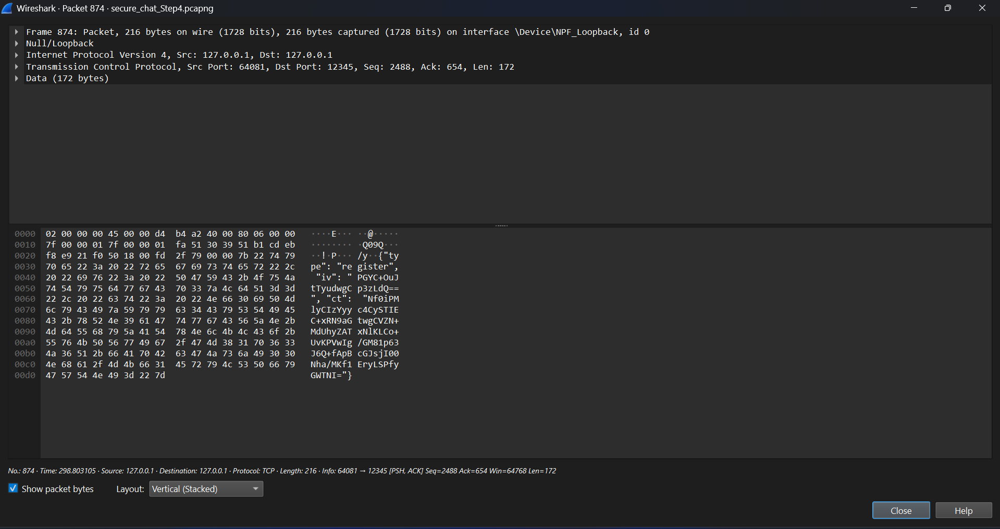 Wireshark · Packet 874 · secure_chat_Step4.pcapng
Frame 874: Packet, 216 bytes on wire (1728 bits), 216 bytes captured (1728 bits) on interface \Device\NPF_Loopback, id 0
Null/Loopback
Internet Protocol Version 4, Src: 127.0.0.1, Dst: 127.0.0.1
Transmission Control Protocol, Src Port: 64081, Dst Port: 12345, Seq: 2488, Ack: 654, Len: 172
Data (172 bytes)
0000 02 00 00 00 45 00 00 d4 b4 a2 40 00 80 06 00 00 ····E··· ··@·····
0010 7f 00 00 01 7f 00 00 01 fa 51 30 39 51 b1 cd eb ········ ·Q09Q···
0020 f8 e9 21 f0 50 18 00 fd 2f 79 00 00 7b 22 74 79 ··!·P··· /y··{"ty
0030 70 65 22 3a 20 22 72 65 67 69 73 74 65 72 22 2c pe": "re gister",
0040 20 22 69 76 22 3a 20 22 50 47 59 43 2b 4f 75 4a "iv": " PGYC+OuJ
0050 74 54 79 75 64 77 67 43 70 33 7a 4c 64 51 3d 3d tTyudwgC p3zLdQ==
0060 22 2c 20 22 63 74 22 3a 20 22 4e 66 30 69 50 4d ", "ct": "Nf0iPM
0070 6c 79 43 49 7a 59 79 79 63 34 43 79 53 54 49 45 lyCIzYyy c4CySTIE
0080 43 2b 78 52 4e 39 61 47 74 77 67 43 56 5a 4e 2b C+xRN9aG twgCVZN+
0090 4d 64 55 68 79 5a 41 54 78 4e 6c 4b 4c 43 6f 2b MdUhyZAT xNlKLCo+
00a0 55 76 4b 50 56 77 49 67 2f 47 4d 38 31 70 36 33 UvKPVwIg /GM81p63
00b0 4a 36 51 2b 66 41 70 42 63 47 4a 73 6a 49 30 30 J6Q+fApB cGJsjI00
00c0 4e 68 61 2f 4d 4b 66 31 45 72 79 4c 53 50 66 79 Nha/MKf1 EryLSPfy
00d0 47 57 54 4e 49 3d 22 7d GWTNI="}
No.: 874 · Time: 298.803105 · Source: 127.0.0.1 · Destination: 127.0.0.1 · Protocol: TCP · Length: 216 · Info: 64081 → 12345 [PSH, ACK] Seq=2488 Ack=654 Win=64768 Len=172
Show packet bytes Layout: Vertical (Stacked)
Close Help